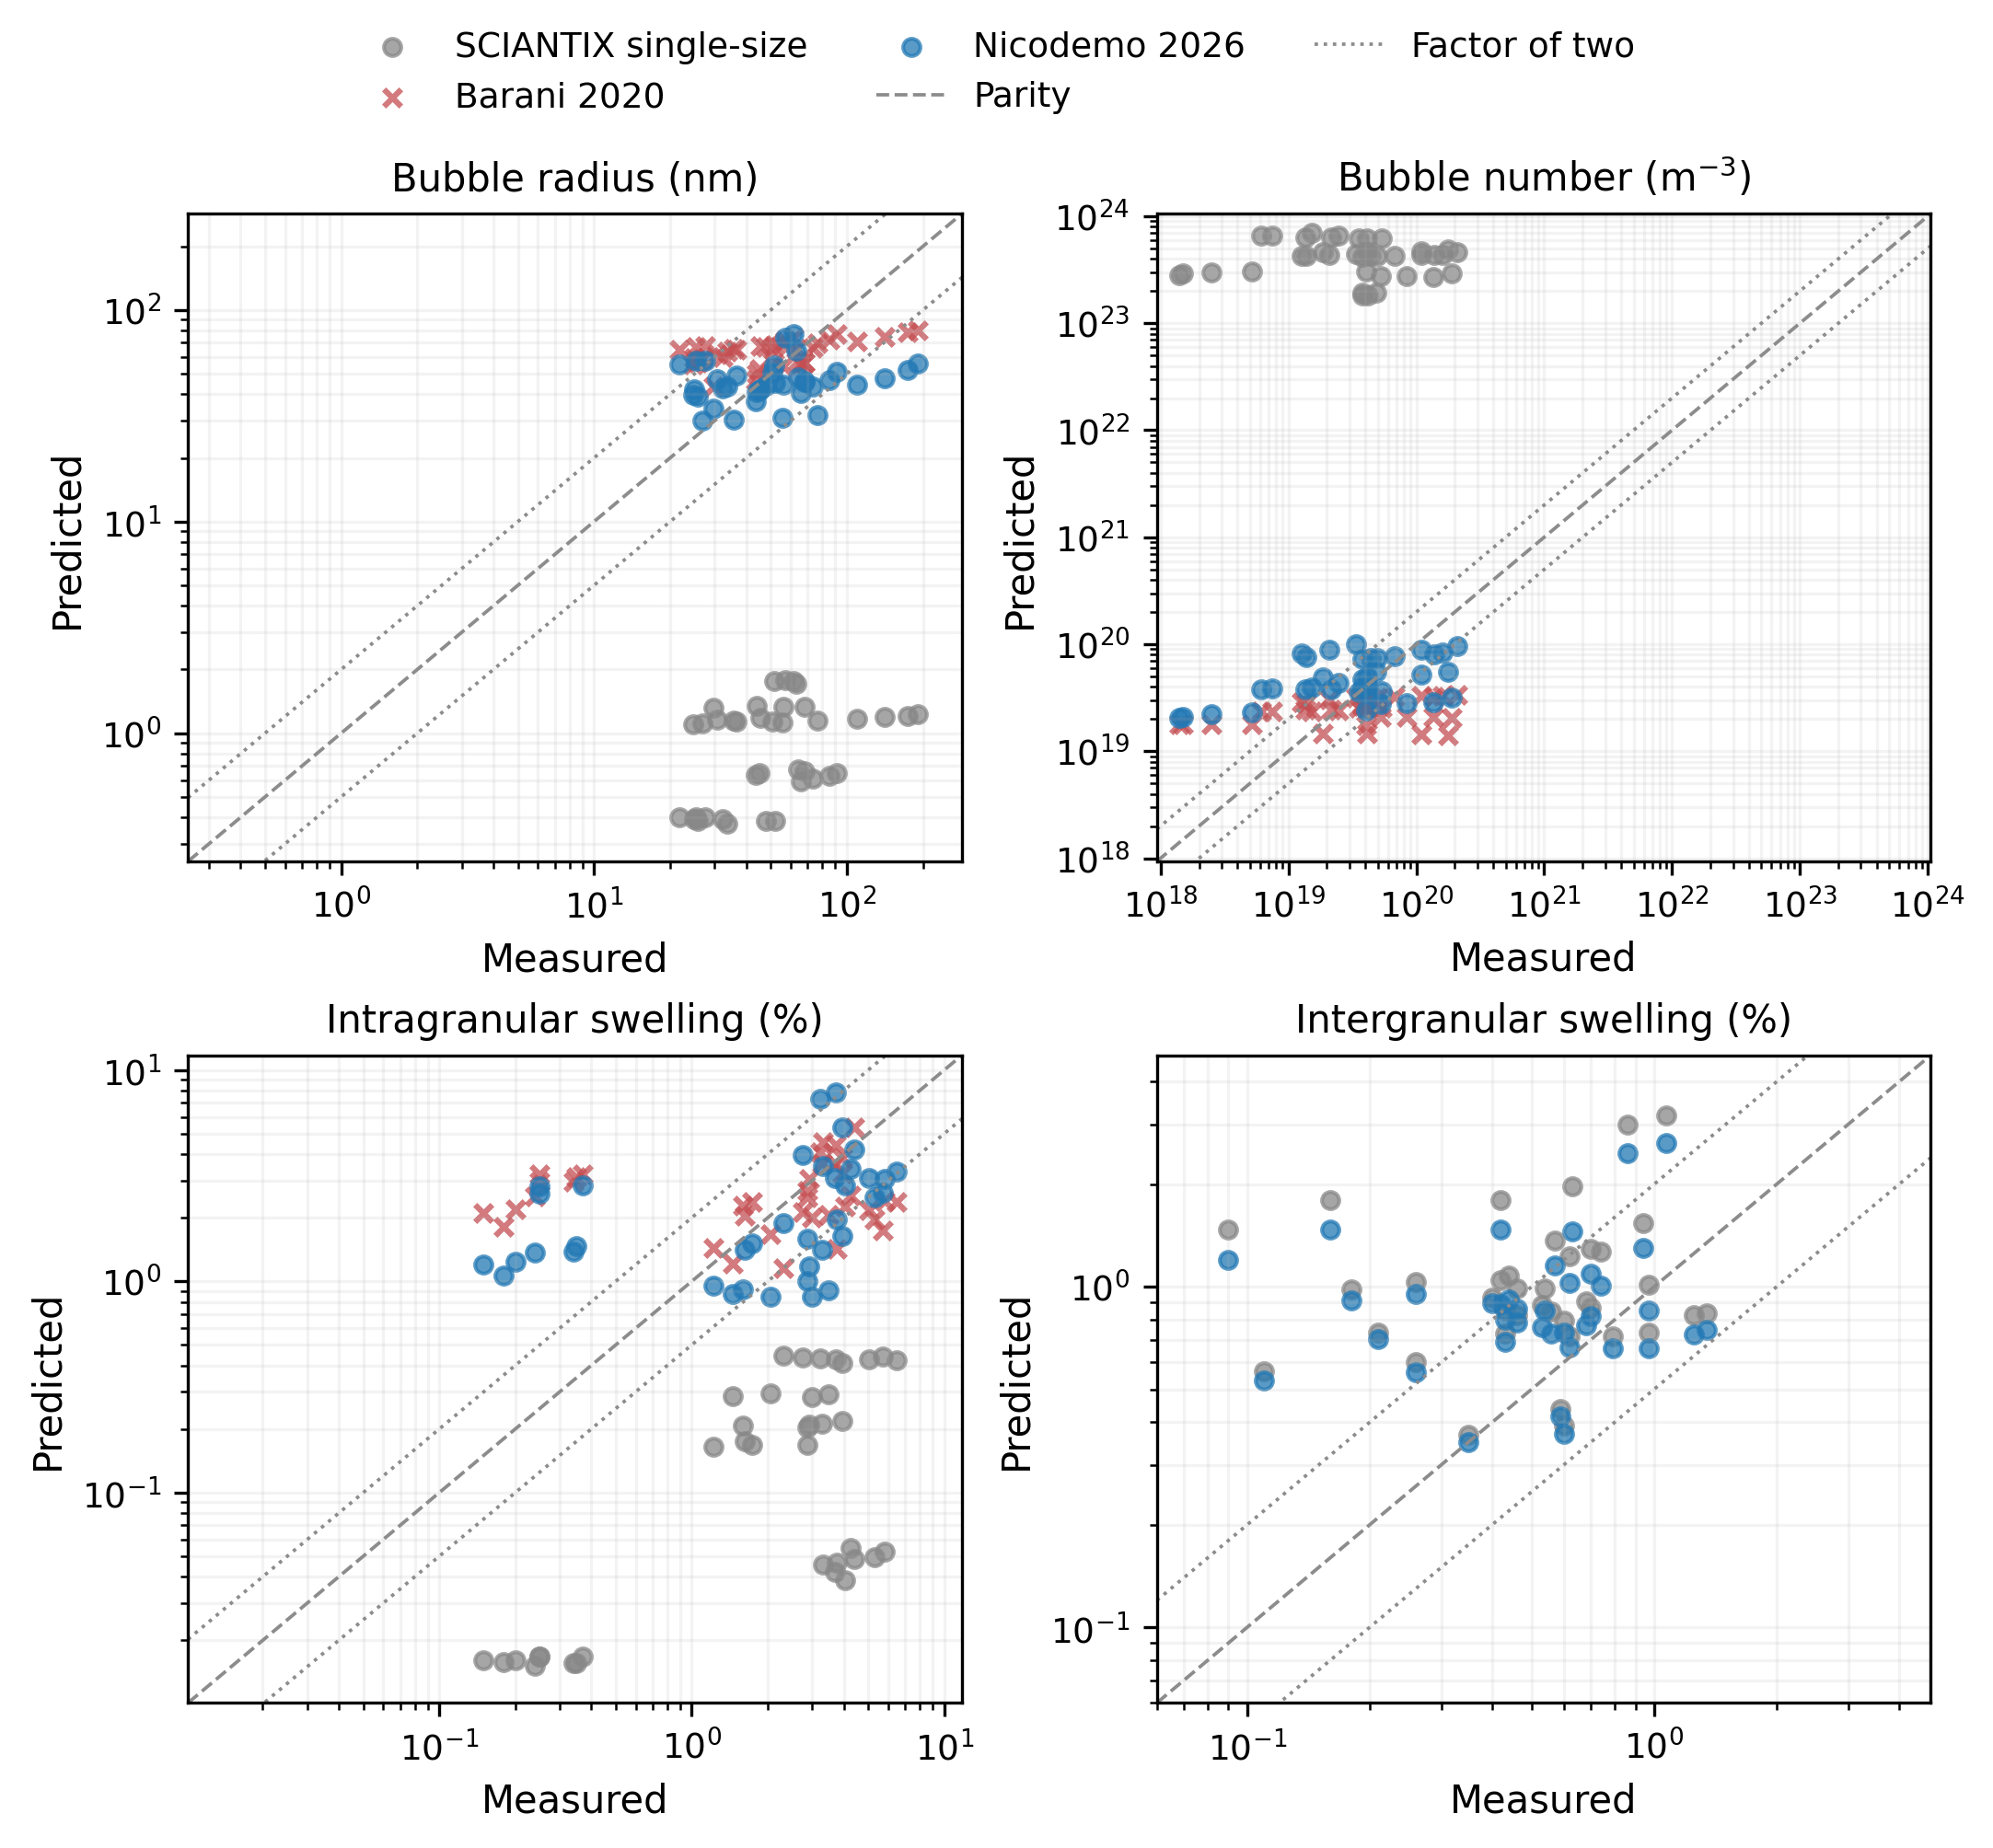 SCIANTIX single-size
Barani 2020
Nicodemo 2026
Parity
Factor of two
Bubble radius (nm)
Predicted
10²
10¹
10⁰
10⁰ 10¹ 10²
Measured
Bubble number (m⁻³)
Predicted
10²⁴
10²³
10²²
10²¹
10²⁰
10¹⁹
10¹⁸
10¹⁸ 10¹⁹ 10²⁰ 10²¹ 10²² 10²³ 10²⁴
Measured
Intragranular swelling (%)
Predicted
10¹
10⁰
10⁻¹
10⁻¹ 10⁰ 10¹
Measured
Intergranular swelling (%)
Predicted
10⁰
10⁻¹
10⁻¹ 10⁰
Measured